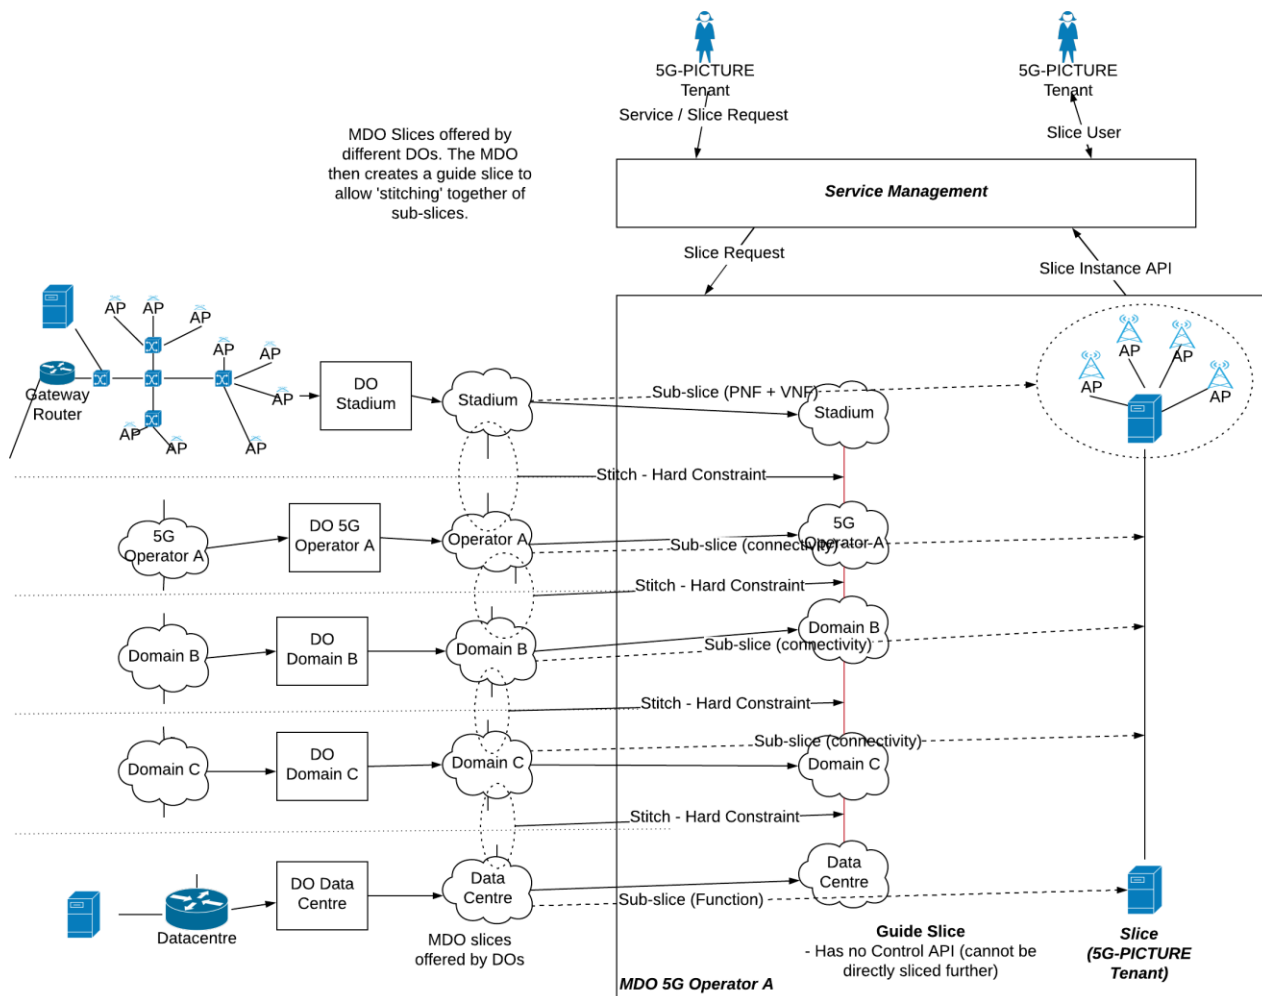 5G-PICTURE
Tenant
5G-PICTURE
Tenant
Service / Slice Request
Slice User
MDO Slices offered by
different DOs. The MDO
then creates a guide slice to
allow 'stitching' together of
sub-slices.
Service Management
Slice Request
Slice Instance API
AP
AP
AP
AP
AP
AP
AP
AP
AP
Gateway
Router
DO
Stadium
Stadium
Sub-slice (PNF + VNF)
Stadium
AP
AP
AP
AP
Stitch - Hard Constraint
5G
Operator A
DO 5G
Operator A
Operator A
5G
Operator A
Sub-slice (connectivity)
Stitch - Hard Constraint
Domain B
DO
Domain B
Domain B
Domain B
Sub-slice (connectivity)
Stitch - Hard Constraint
Domain C
DO
Domain C
Domain C
Sub-slice (connectivity)
Domain C
Stitch - Hard Constraint
Datacentre
DO Data
Centre
Data
Centre
Data
Centre
Sub-slice (Function)
MDO slices
offered by DOs
Guide Slice
- Has no Control API (cannot be
directly sliced further)
Slice
(5G-PICTURE
Tenant)
MDO 5G Operator A